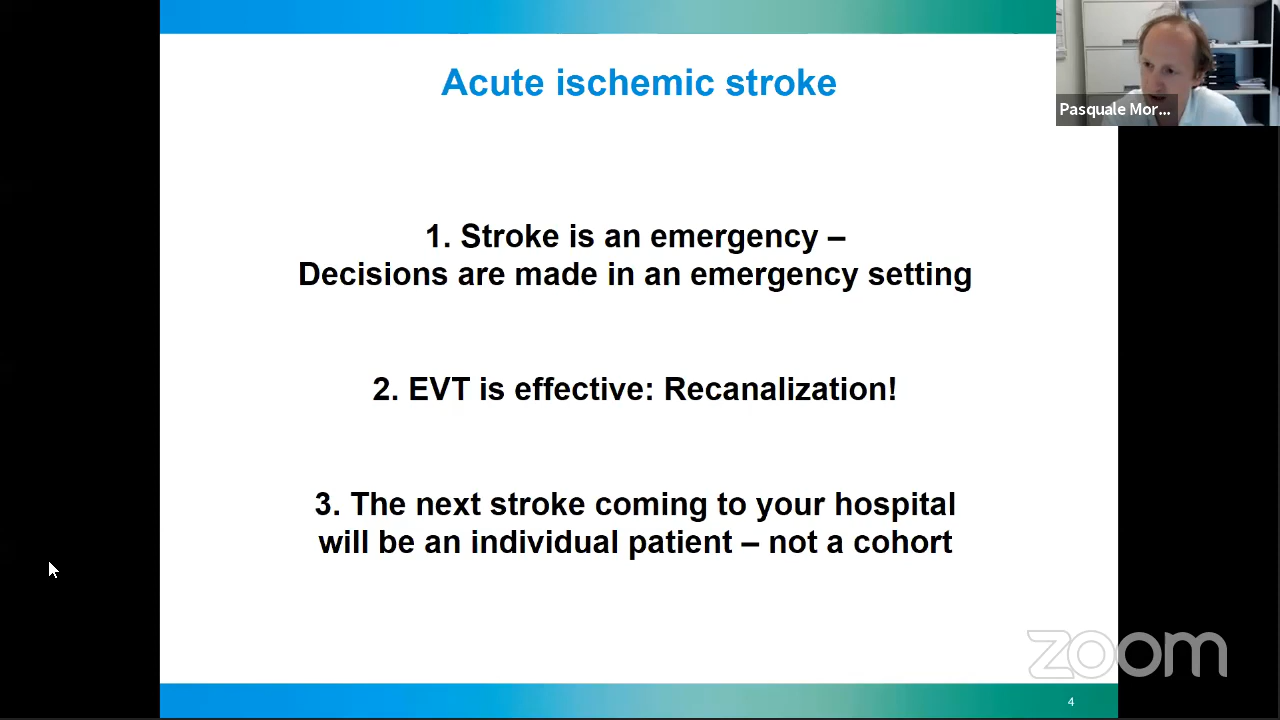 Acute ischemic stroke
Pasquale Mor...
1. Stroke is an emergency –
Decisions are made in an emergency setting
2. EVT is effective: Recanalization!
3. The next stroke coming to your hospital
will be an individual patient – not a cohort
zoom
4